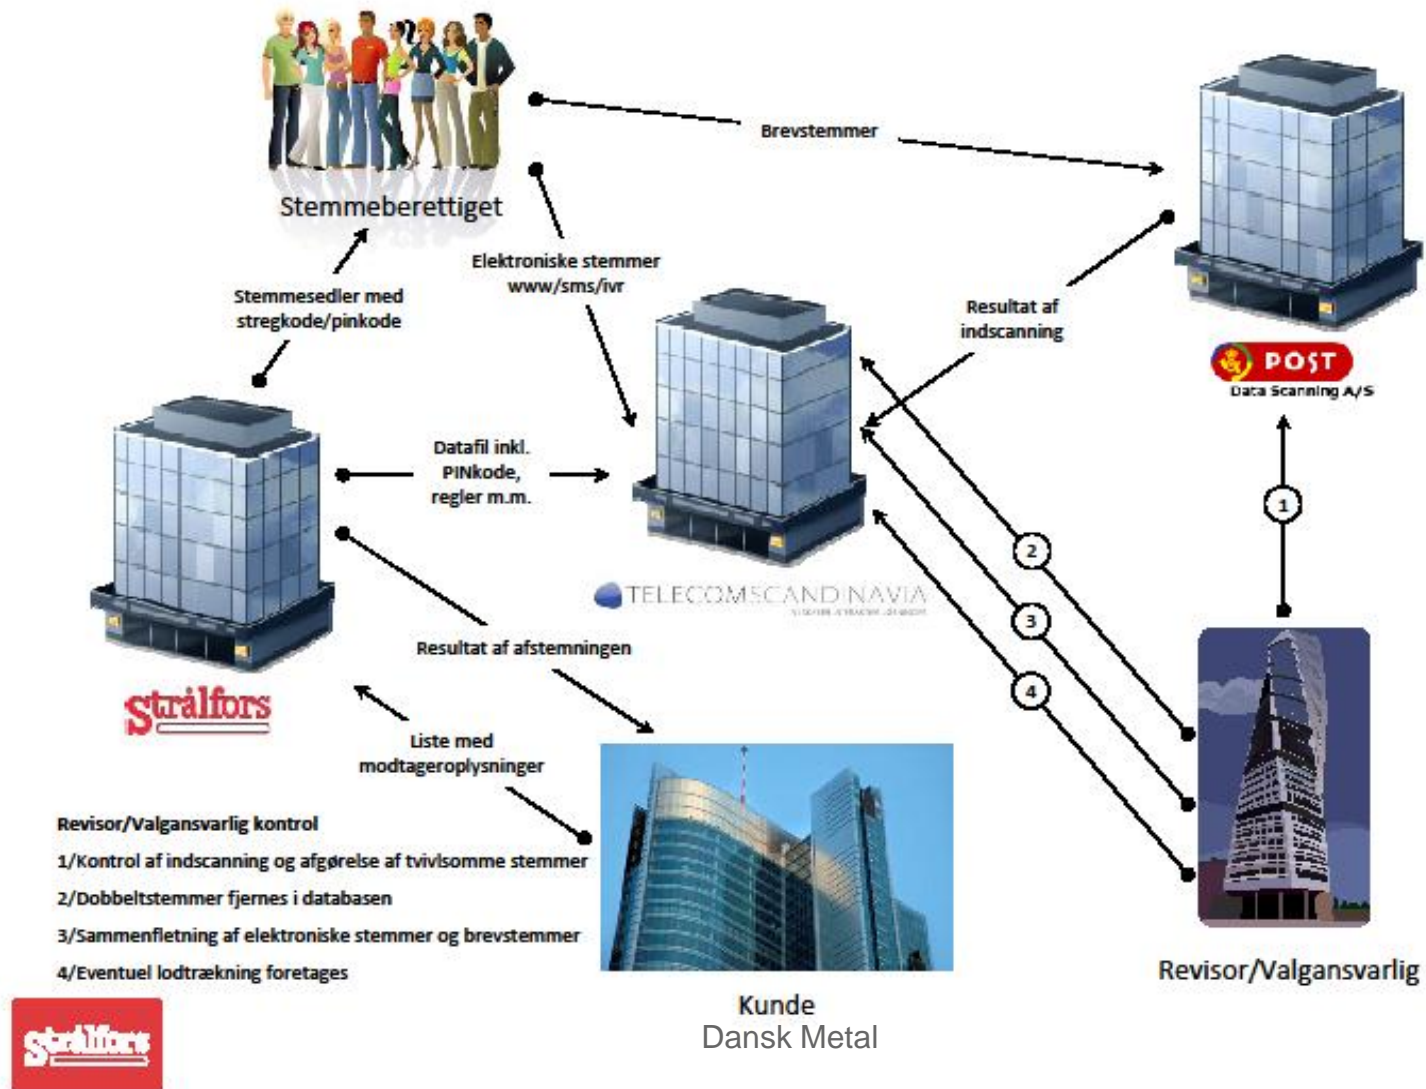 Brevstemmer
Stemmeberettiget
Elektroniske stemmer
www/sms/ivr
Stemmesedler med
stregkode/pinkode
Resultat af
indscanning
POST
Data Scanning A/S
Datafil inkl.
PINkode,
regler m.m.
1
2
TELECOMSCANDINAVIA
3
Resultat af afstemningen
4
strålfors
Liste med
modtageroplysninger
Revisor/Valgansvarlig kontrol
1/Kontrol af indscanning og afgørelse af tvivlsomme stemmer
2/Dobbeltstemmer fjernes i databasen
3/Sammenfletning af elektroniske stemmer og brevstemmer
4/Eventuel lodtrækning foretages
Revisor/Valgansvarlig
Kunde
Dansk Metal
strålfors